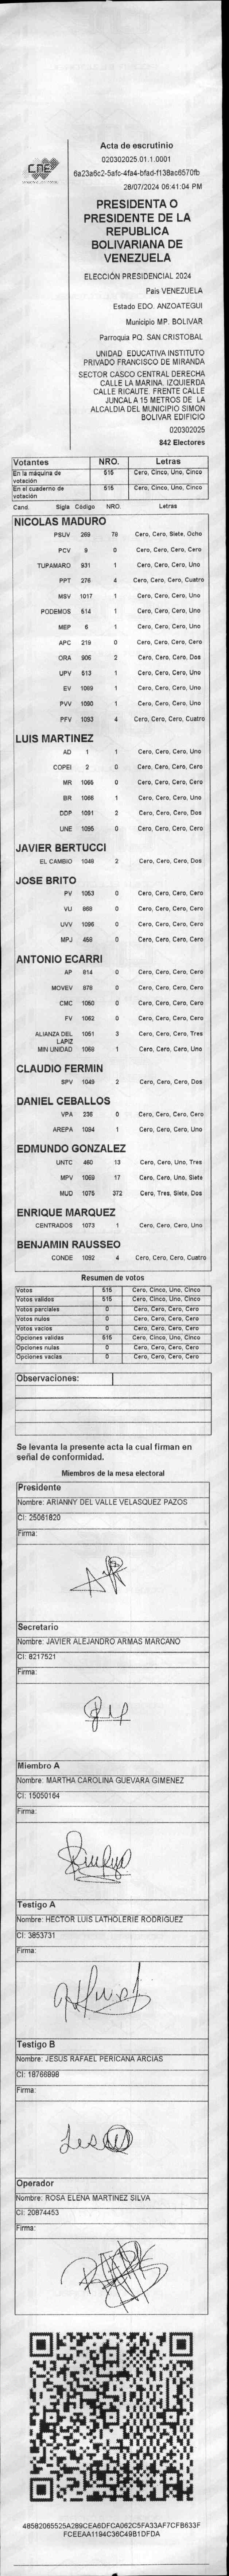 CNE
Acta de escrutinio
020302025.01.1.0001
28/07/2024 06:41:04 PM
PRESIDENTA O
PRESIDENTE DE LA
REPUBLICA
BOLIVARIANA DE
VENEZUELA
ELECCIÓN PRESIDENCIAL 2024
Pais VENEZUELA
Estado EDO. ANZOATEGUI
Municipio MP. BOLIVAR
Parroquia PQ. SAN CRISTOBAL
UNIDAD EDUCATIVA INSTITUTO
PRIVADO FRANCISCO DE MIRANDA
SECTOR CASCO CENTRAL DERECHA
CALLE LA MARINA. IZQUIERDA
CALLE RICAUTE. FRENTE CALLE
JUNCAL A 15 METROS DE LA
ALCALDIA DEL MUNICIPIO SIMON
BOLIVAR EDIFICIO
020302025
842 Electores
Votantes NRO. Letras
En la máquina de votación 515 Cero, Cinco, Uno, Cinco
En el cuaderno de votación 515 Cero, Cinco, Uno, Cinco
Cand. Sigla Código NRO. Letras
NICOLAS MADURO
PSUV 269 78 Cero, Cero, Siete, Ocho
PCV 9 0 Cero, Cero, Cero, Cero
TUPAMARO 931 1 Cero, Cero, Cero, Uno
PPT 276 4 Cero, Cero, Cero, Cuatro
MSV 1017 1 Cero, Cero, Cero, Uno
PODEMOS 514 1 Cero, Cero, Cero, Uno
MEP 6 1 Cero, Cero, Cero, Uno
APC 219 0 Cero, Cero, Cero, Cero
ORA 906 2 Cero, Cero, Cero, Dos
UPV 513 1 Cero, Cero, Cero, Uno
EV 1089 1 Cero, Cero, Cero, Uno
PVV 1090 1 Cero, Cero, Cero, Uno
PFV 1093 4 Cero, Cero, Cero, Cuatro
LUIS MARTINEZ
AD 1 1 Cero, Cero, Cero, Uno
COPEI 2 0 Cero, Cero, Cero, Cero
MR 1065 0 Cero, Cero, Cero, Cero
BR 1066 1 Cero, Cero, Cero, Uno
DDP 1091 2 Cero, Cero, Cero, Dos
UNE 1095 0 Cero, Cero, Cero, Cero
JAVIER BERTUCCI
EL CAMBIO 1048 2 Cero, Cero, Cero, Dos
JOSE BRITO
PV 1053 0 Cero, Cero, Cero, Cero
VU 868 0 Cero, Cero, Cero, Cero
UVV 1096 0 Cero, Cero, Cero, Cero
MPJ 459 0 Cero, Cero, Cero, Cero
ANTONIO ECARRI
AP 814 0 Cero, Cero, Cero, Cero
MOVEV 878 0 Cero, Cero, Cero, Cero
CMC 1050 0 Cero, Cero, Cero, Cero
FV 1052 0 Cero, Cero, Cero, Cero
ALIANZA DEL LAPIZ 1051 3 Cero, Cero, Cero, Tres
MIN UNIDAD 1 Cero, Cero, Cero, Uno
CLAUDIO FERMIN
SPV 1049 2 Cero, Cero, Cero, Dos
DANIEL CEBALLOS
VPA 236 0 Cero, Cero, Cero, Cero
AREPA 1094 1 Cero, Cero, Cero, Uno
EDMUNDO GONZALEZ
UNTC 460 13 Cero, Cero, Uno, Tres
MPV 17 Cero, Cero, Uno, Siete
MUD 1075 372 Cero, Tres, Siete, Dos
ENRIQUE MARQUEZ
CENTRADOS 1073 1 Cero, Cero, Cero, Uno
BENJAMIN RAUSSEO
CONDE 1092 4 Cero, Cero, Cero, Cuatro
Resumen de votos
Votos 515 Cero, Cinco, Uno, Cinco
Votos validos 515 Cero, Cinco, Uno, Cinco
Votos parciales 0 Cero, Cero, Cero, Cero
Votos nulos 0 Cero, Cero, Cero, Cero
Votos vacios 0 Cero, Cero, Cero, Cero
Opciones validas 515 Cero, Cinco, Uno, Cinco
Opciones nulas 0 Cero, Cero, Cero, Cero
Opciones vacias 0 Cero, Cero, Cero, Cero
Observaciones:
Se levanta la presente acta la cual firman en
señal de conformidad.
Miembros de la mesa electoral
Presidente
Nombre: ARIANNY DEL VALLE VELASQUEZ PAZOS
CI: 25061820
Firma:
Secretario
Nombre: JAVIER ALEJANDRO ARMAS MARCANO
CI: 8217521
Firma:
Miembro A
Nombre: MARTHA CAROLINA GUEVARA GIMENEZ
CI: 15050164
Firma:
Testigo A
Nombre: HECTOR LUIS LATHOLERIE RODRIGUEZ
CI: 3853731
Firma:
Testigo B
Nombre: JESUS RAFAEL PERICANA ARCIAS
CI: 18766898
Firma:
Operador
Nombre: ROSA ELENA MARTINEZ SILVA
CI: 20874453
Firma:
48582065525A289CEA6DFCA062C5FA33AF7CFB633F
FCEEAA1194C36C49B1DFDA